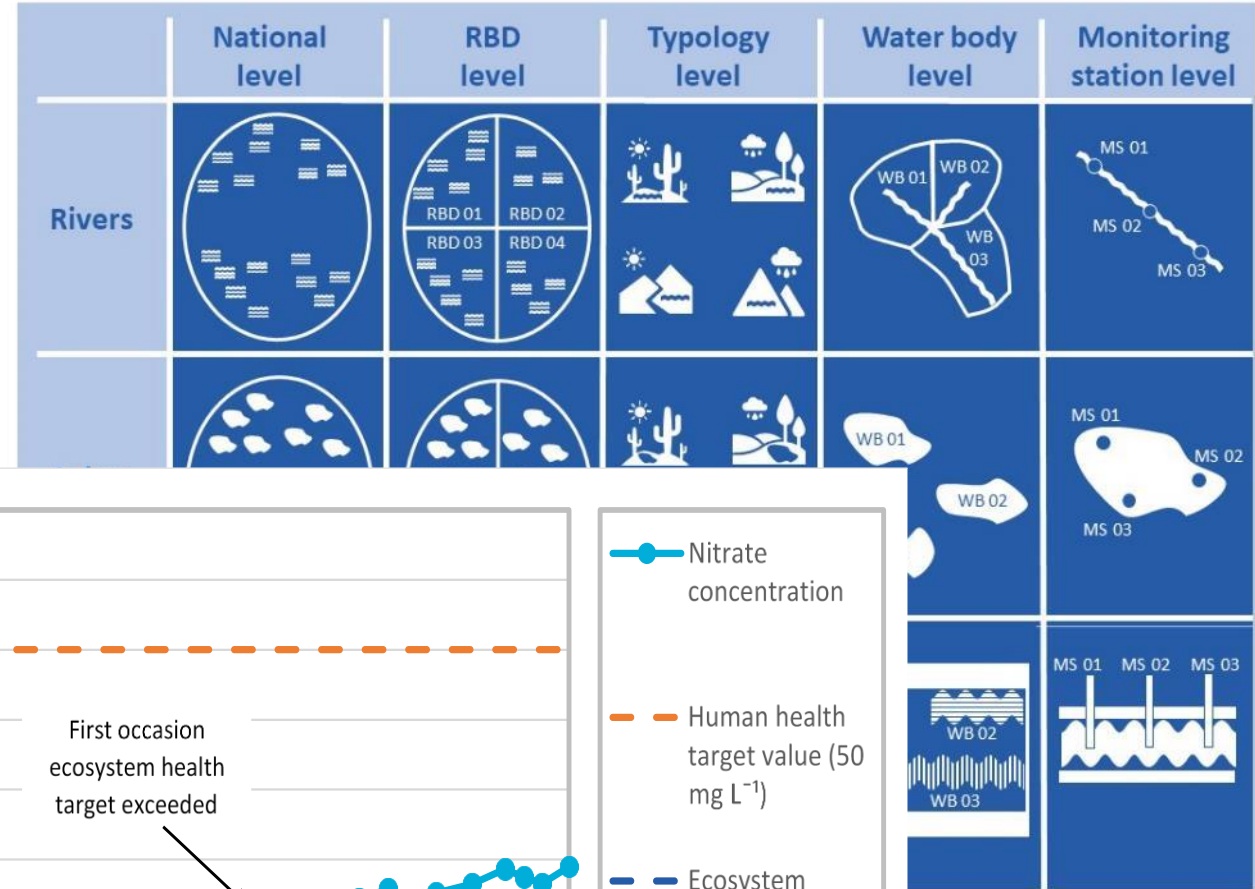 National
level
RBD
level
Typology
level
Water body
level
Monitoring
station level
Rivers
RBD 01
RBD 02
RBD 03
RBD 04
WB 01
WB 02
WB
03
MS 01
MS 02
MS 03
WB 01
WB 02
MS 01
MS 02
MS 03
WB 02
WB 03
MS 01 MS 02 MS 03
First occasion
ecosystem health
target exceeded
Nitrate
concentration
Human health
target value (50
mg L⁻¹)
Ecosystem